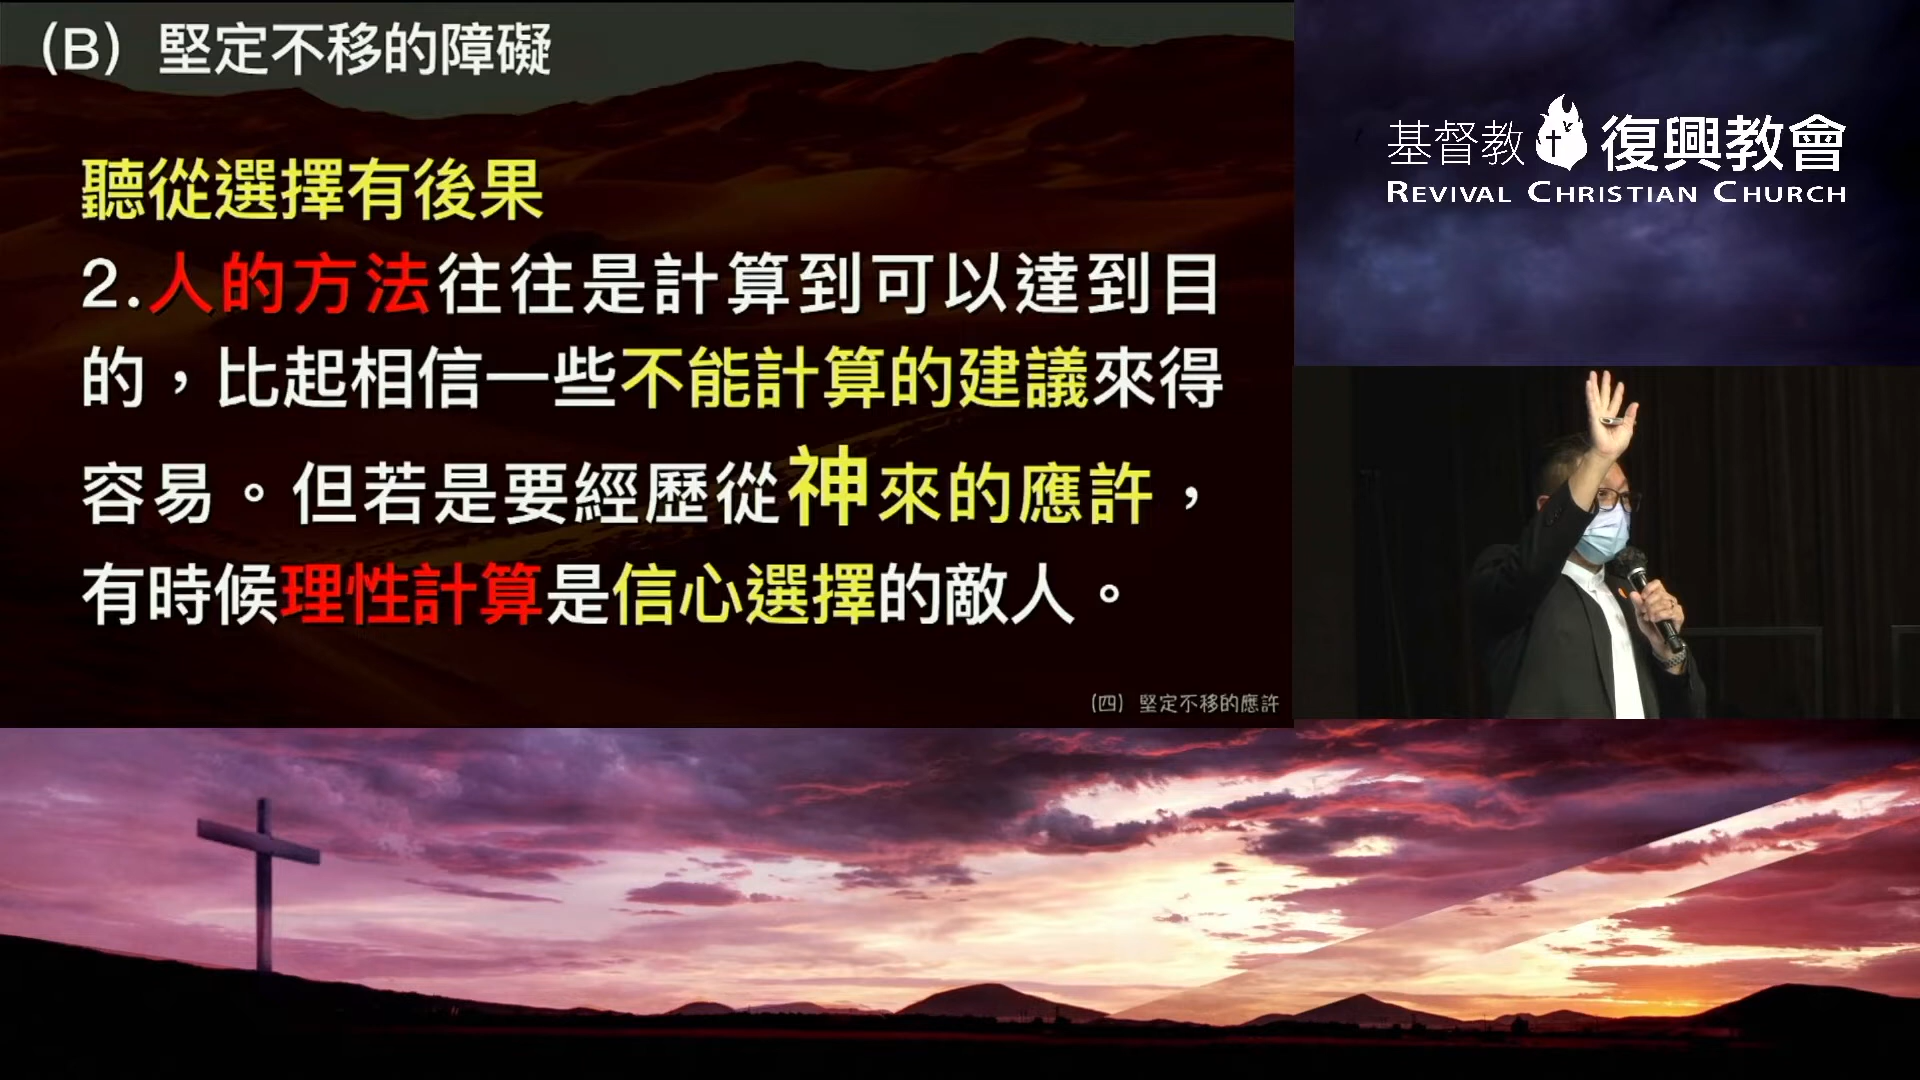 (B) 堅定不移的障礙
聽從選擇有後果
2.人的方法往往是計算到可以達到目
的，比起相信一些不能計算的建議來得
容易。但若是要經歷從神來的應許，
有時候理性計算是信心選擇的敵人。
(四) 堅定不移的應許
基督教 復興教會
REVIVAL CHRISTIAN CHURCH